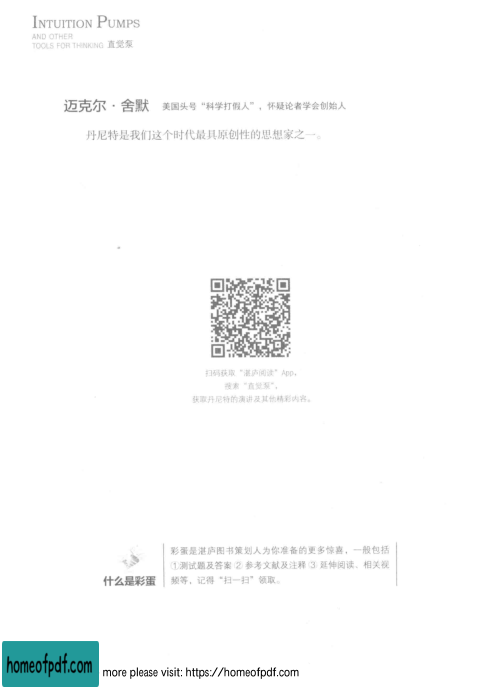 INTUITION PUMPS
AND OTHER
TOOLS FOR THINKING 直觉泵
迈克尔·舍默 美国头号“科学打假人”，怀疑论者学会创始人
丹尼特是我们这个时代最具原创性的思想家之一。
扫码获取“湛庐阅读”App，
搜索“直觉泵”，
获取丹尼特的演讲及其他精彩内容。
彩蛋是湛庐图书策划人为你准备的更多惊喜，一般包括
①测试题及答案 ② 参考文献及注释 ③ 延伸阅读、相关视
频等，记得“扫一扫”领取。
什么是彩蛋
homeofpdf.com
more please visit: https://homeofpdf.com